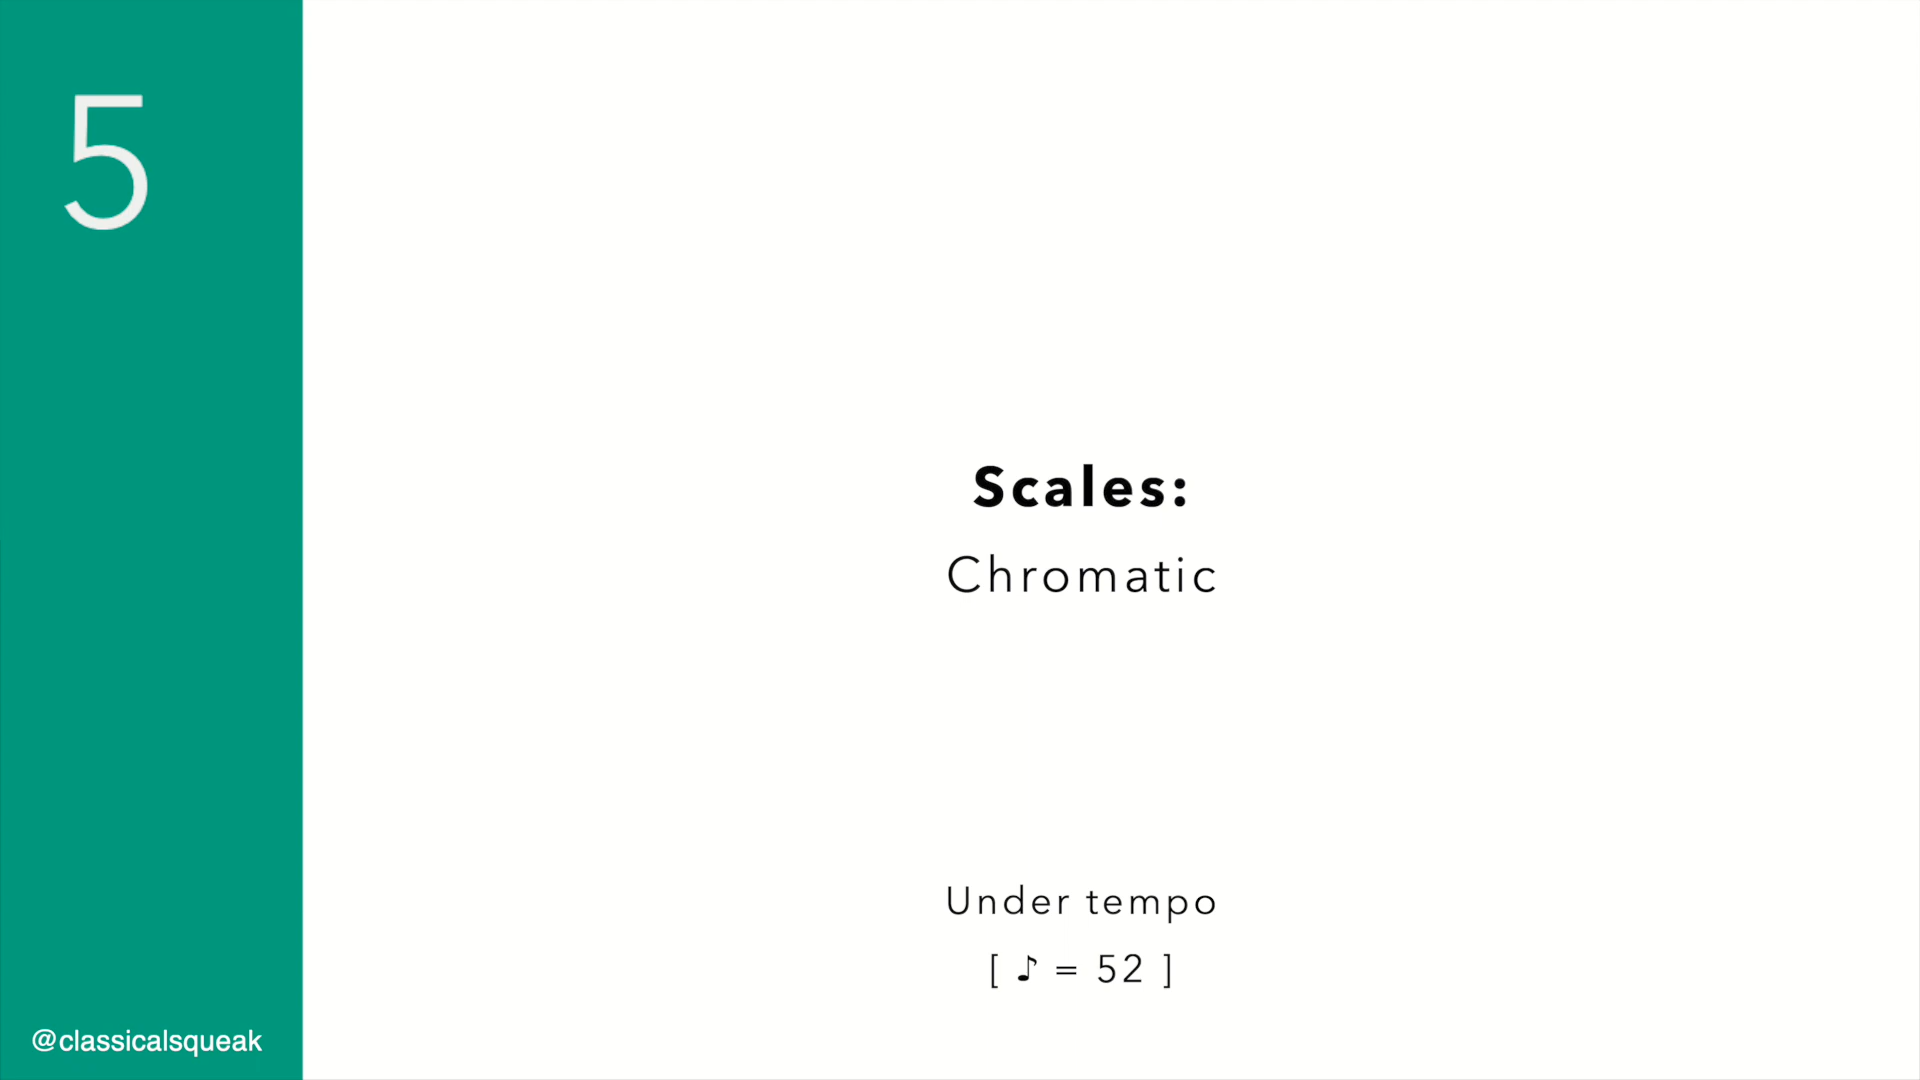 5
Scales:
Chromatic
Under tempo
[ ♪ = 52 ]
@classicalsqueak